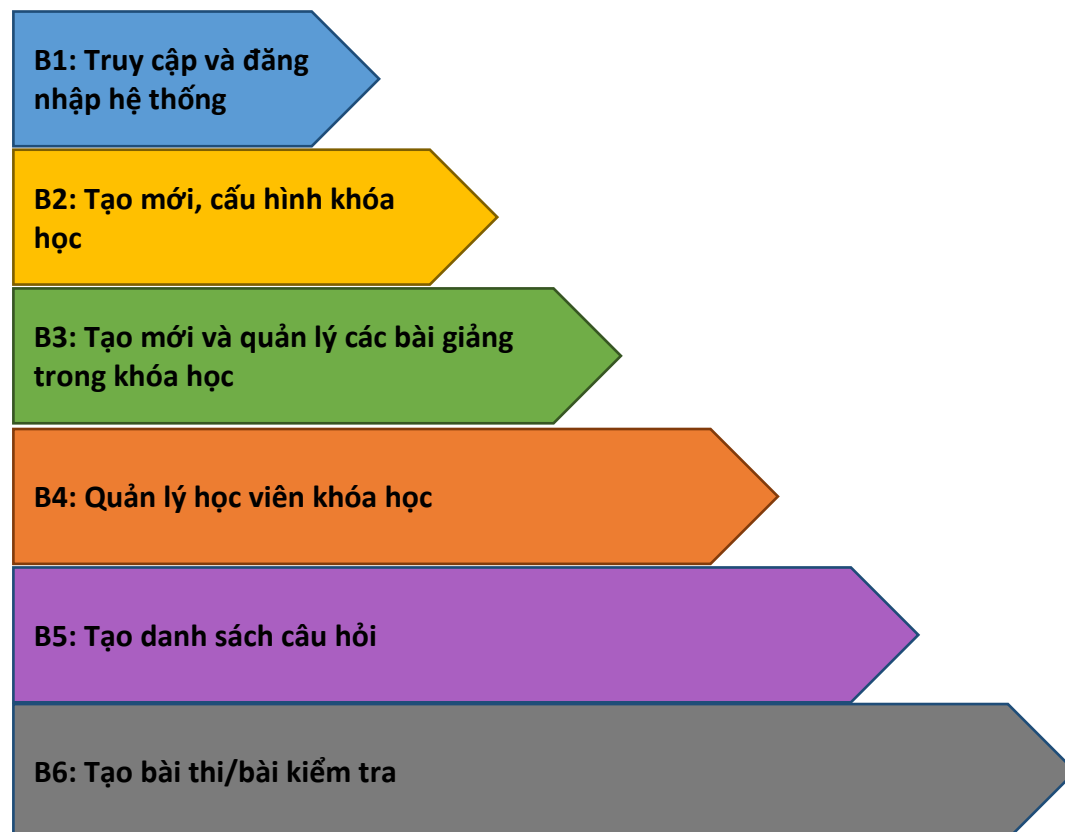 B1: Truy cập và đăng
nhập hệ thống
B2: Tạo mới, cấu hình khóa
học
B3: Tạo mới và quản lý các bài giảng
trong khóa học
B4: Quản lý học viên khóa học
B5: Tạo danh sách câu hỏi
B6: Tạo bài thi/bài kiểm tra